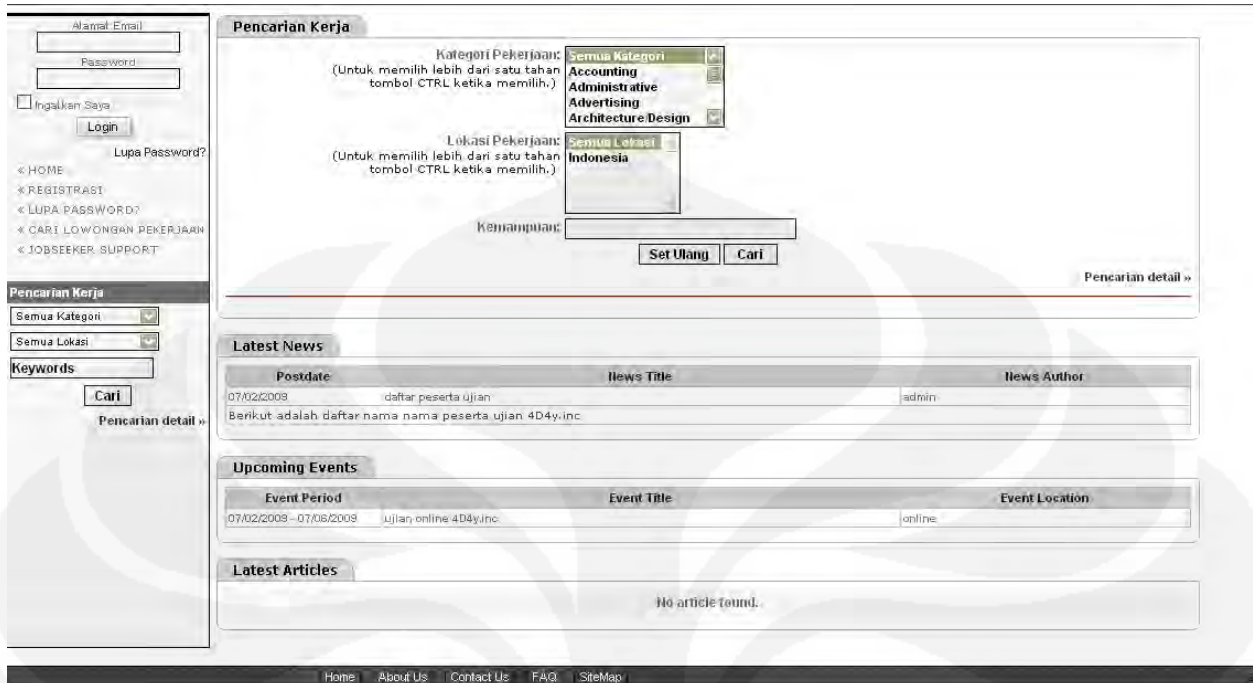 Alamat Email
Password
Ingatkan Saya
Login
Lupa Password?
« HOME
« REGISTRASI
« LUPA PASSWORD?
« CARI LOWONGAN PEKERJAAN
« JOBSEEKER SUPPORT
Pencarian Kerja
Semua Kategori
Semua Lokasi
Keywords
Cari
Pencarian detail »
Pencarian Kerja
Kategori Pekerjaan:
(Untuk memilih lebih dari satu tahan
tombol CTRL ketika memilih.)
Semua Kategori
Accounting
Administrative
Advertising
Architecture/Design
Lokasi Pekerjaan:
(Untuk memilih lebih dari satu tahan
tombol CTRL ketika memilih.)
Semua Lokasi
Indonesia
Kemampuan:
Set Ulang Cari
Pencarian detail »
Latest News
Postdate News Title News Author
07/02/2009 daftar peserta ujian admin
Berikut adalah daftar nama nama peserta ujian 4D4y.inc
Upcoming Events
Event Period Event Title Event Location
07/02/2009 - 07/06/2009 ujian online 4D4y.inc online
Latest Articles
No article found.
Home About Us Contact Us FAQ SiteMap